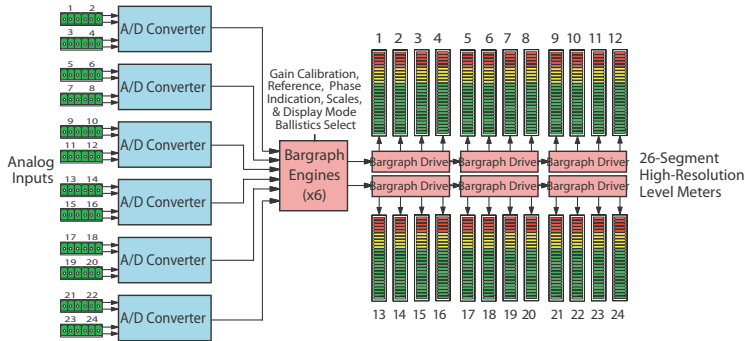 1 2
3 4
A/D Converter
5 6
7 8
A/D Converter
9 10
11 12
A/D Converter
13 14
15 16
A/D Converter
17 18
19 20
A/D Converter
21 22
23 24
A/D Converter
Analog
Inputs
Gain Calibration,
Reference, Phase
Indication, Scales,
& Display Mode
Ballistics Select
Bargraph
Engines
(x6)
1 2 3 4 5 6 7 8 9 10 11 12
Bargraph Driver Bargraph Driver Bargraph Driver
Bargraph Driver Bargraph Driver Bargraph Driver
13 14 15 16 17 18 19 20 21 22 23 24
26-Segment
High-Resolution
Level Meters